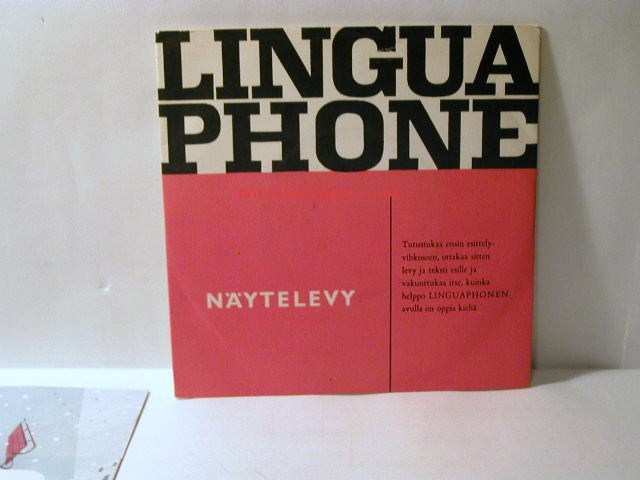 LINGUA
PHONE
NÄYTELEVY
Tutustukaa ensin esittely-
vihkoseen, ottakaa sitten
levy ja teksti esille ja
vakuuttukaa itse, kuinka
helppo LINGUAPHONEN
avulla on oppia kieliä.